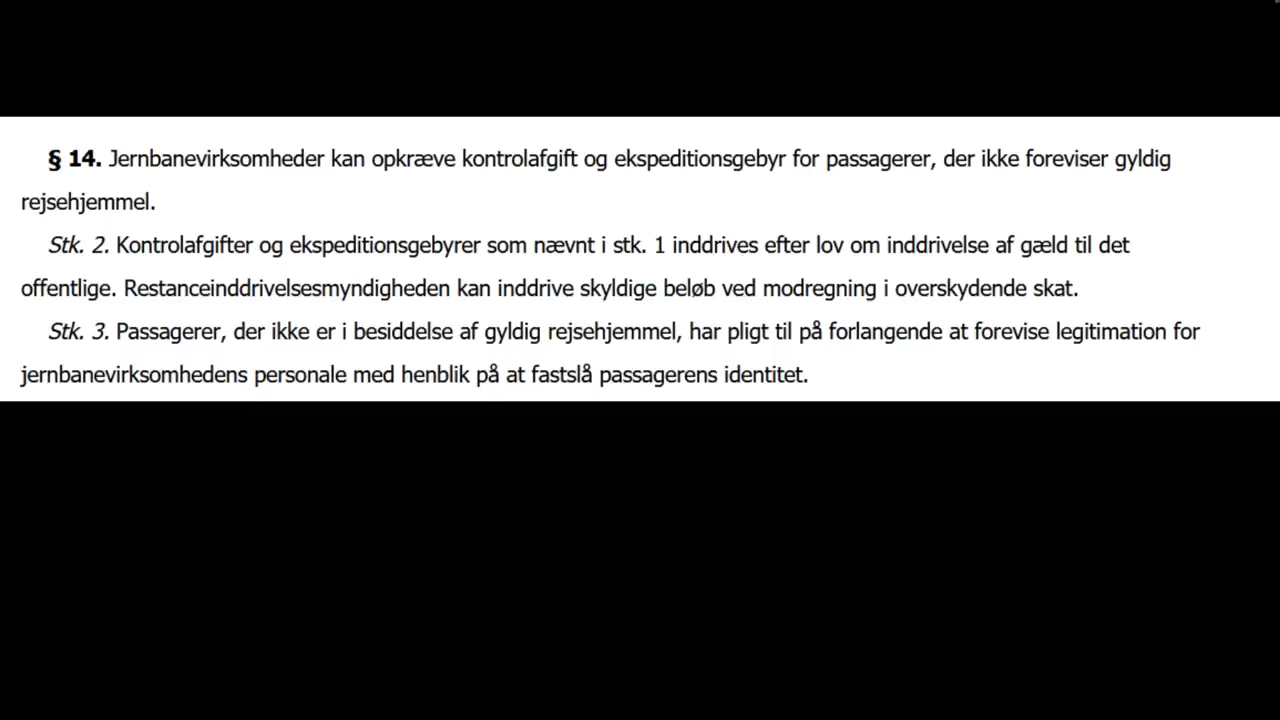 § 14. Jernbanevirksomheder kan opkræve kontrolafgift og ekspeditionsgebyr for passagerer, der ikke foreviser gyldig
rejsehjemmel.
Stk. 2. Kontrolafgifter og ekspeditionsgebyrer som nævnt i stk. 1 inddrives efter lov om inddrivelse af gæld til det
offentlige. Restanceinddrivelsesmyndigheden kan inddrive skyldige beløb ved modregning i overskydende skat.
Stk. 3. Passagerer, der ikke er i besiddelse af gyldig rejsehjemmel, har pligt til på forlangende at forevise legitimation for
jernbanevirksomhedens personale med henblik på at fastslå passagerens identitet.